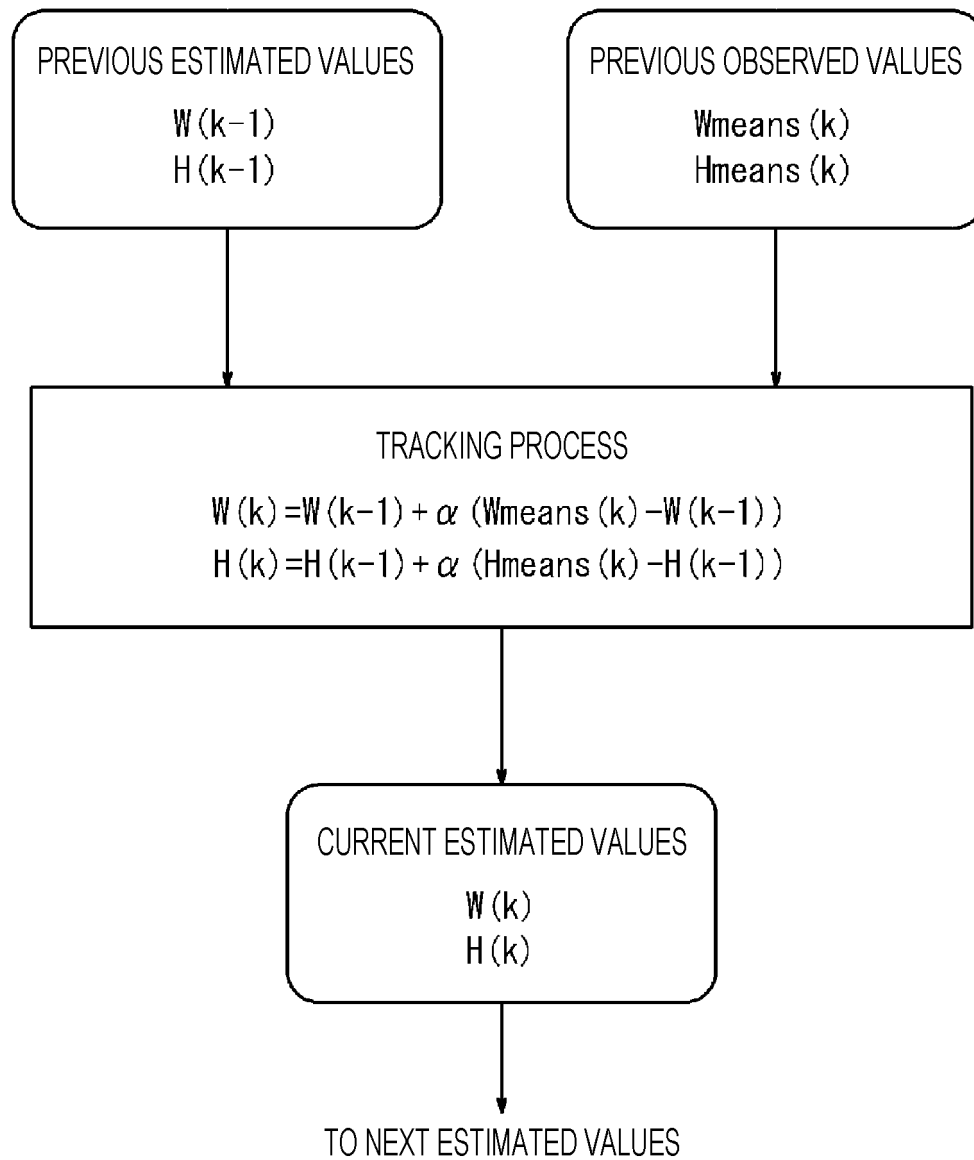 PREVIOUS ESTIMATED VALUES
W(k-1)
H(k-1)
PREVIOUS OBSERVED VALUES
Wmeans(k)
Hmeans(k)
TRACKING PROCESS
W(k)=W(k-1)+α(Wmeans(k)-W(k-1))
H(k)=H(k-1)+α(Hmeans(k)-H(k-1))
CURRENT ESTIMATED VALUES
W(k)
H(k)
TO NEXT ESTIMATED VALUES